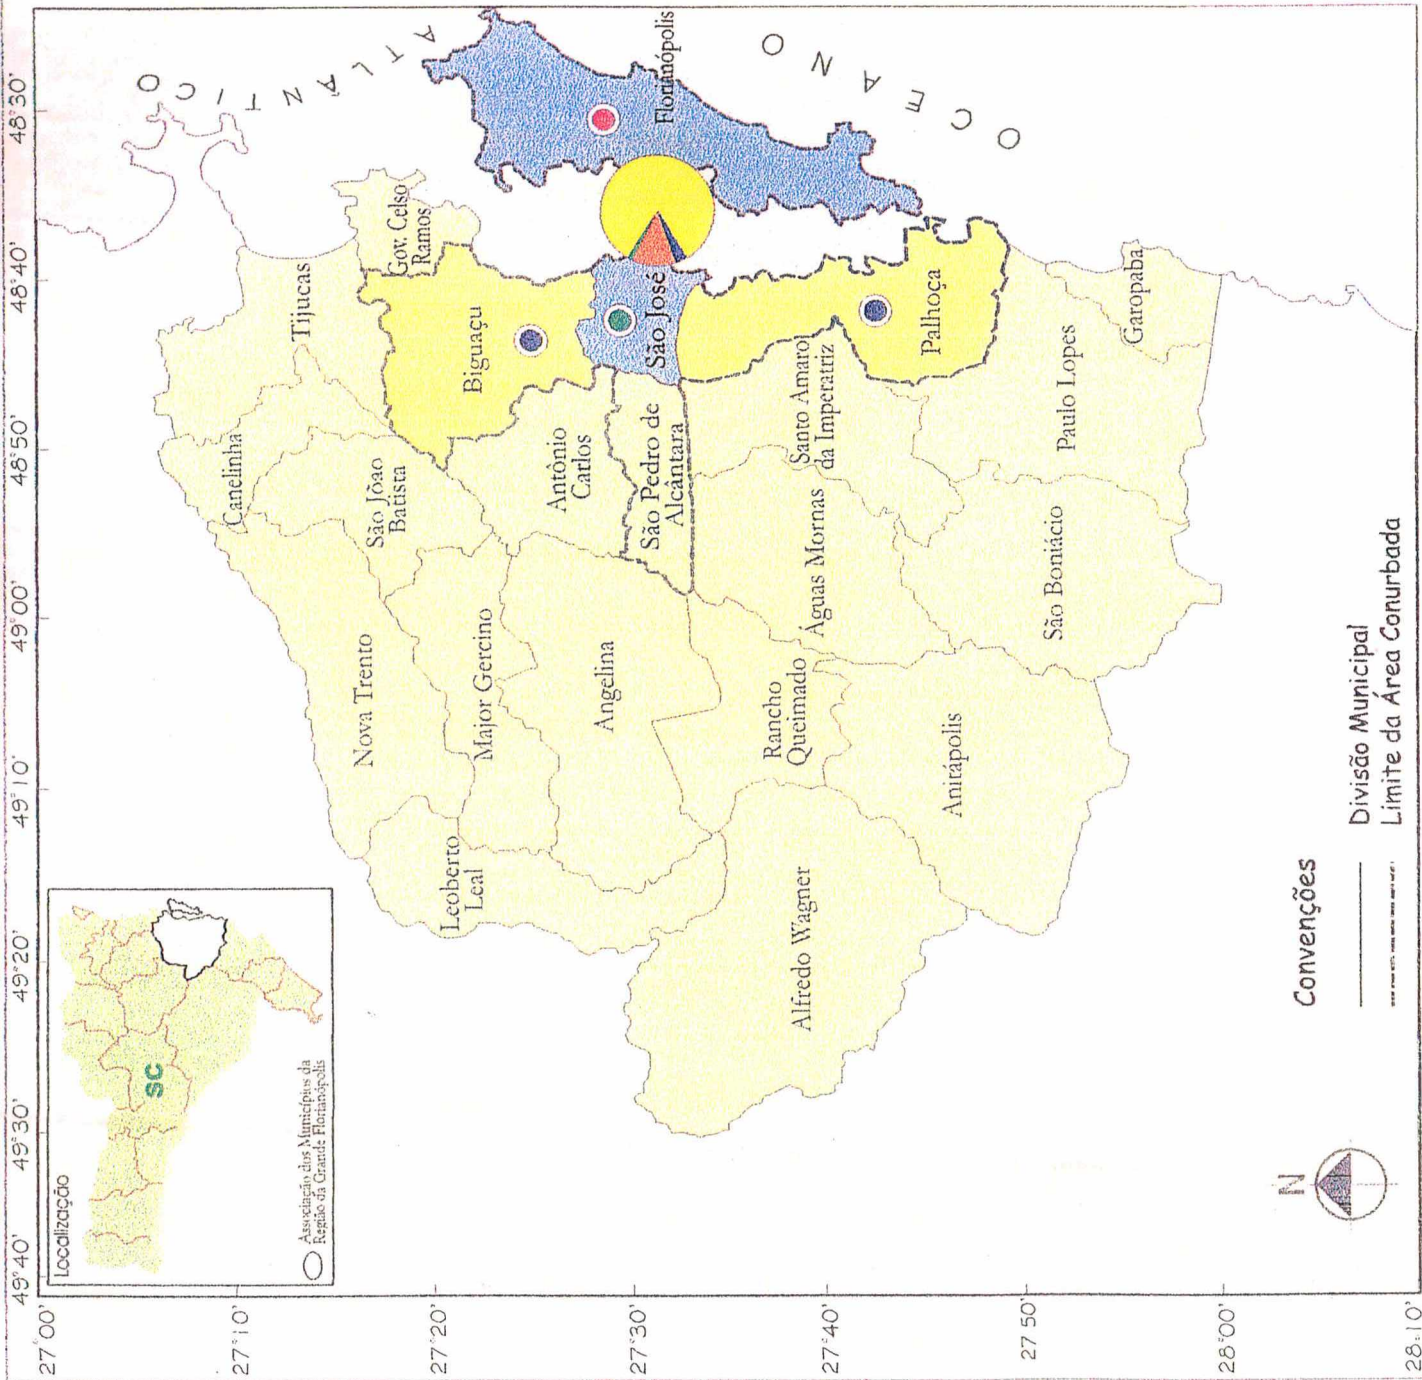 49°40'
49°30'
49°20'
49°10'
49°00'
48°50'
48°40'
48°30'
27°00'
27°10'
27°20'
27°30'
27°40'
27°50'
28°00'
28°10'
Localização
SC
Associação dos Municípios da
Região da Grande Florianópolis
OCEANO
ATLÂNTICO
Tijucas
Canelinha
Gov. Celso
Ramos
São Jõao
Batista
Nova Trento
Biguaçu
Major Gercino
Leoberto
Leal
Antônio
Carlos
Angelina
São Pedro de
Alcântara
São José
Florianópolis
Rancho
Queimado
Águas Mornas
Santo Amaro
da Imperatriz
Palhoça
Alfredo Wagner
Anitápolis
São Boniácio
Paulo Lopes
Garopaba
N
Convenções
Divisão Municipal
Limite da Área Conurbada